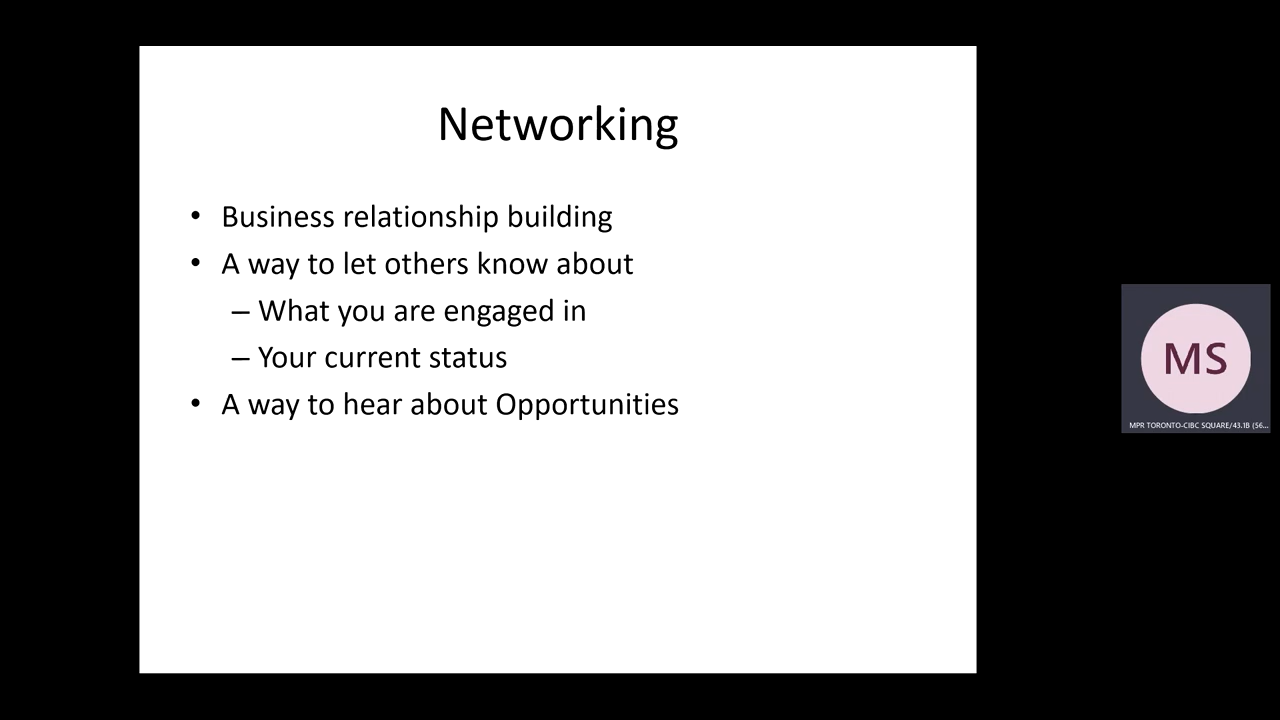 Networking
• Business relationship building
• A way to let others know about
– What you are engaged in
– Your current status
• A way to hear about Opportunities
MS
MPR TORONTO-CIBC SQUARE/43.1B (56...